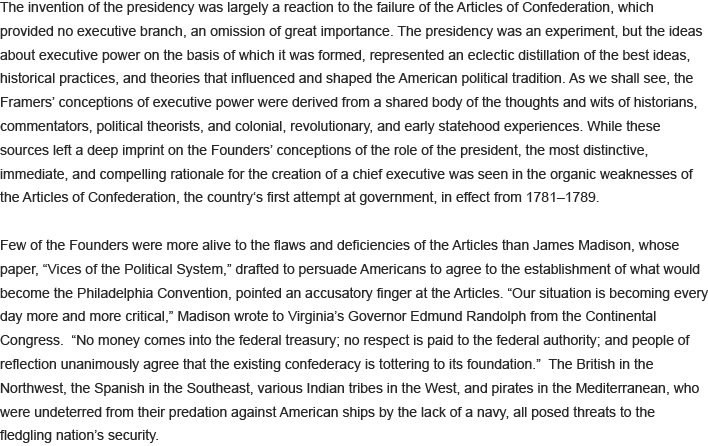 The invention of the presidency was largely a reaction to the failure of the Articles of Confederation, which
provided no executive branch, an omission of great importance. The presidency was an experiment, but the ideas
about executive power on the basis of which it was formed, represented an eclectic distillation of the best ideas,
historical practices, and theories that influenced and shaped the American political tradition. As we shall see, the
Framers’ conceptions of executive power were derived from a shared body of the thoughts and wits of historians,
commentators, political theorists, and colonial, revolutionary, and early statehood experiences. While these
sources left a deep imprint on the Founders’ conceptions of the role of the president, the most distinctive,
immediate, and compelling rationale for the creation of a chief executive was seen in the organic weaknesses of
the Articles of Confederation, the country‘s first attempt at government, in effect from 1781–1789.

Few of the Founders were more alive to the flaws and deficiencies of the Articles than James Madison, whose
paper, “Vices of the Political System,” drafted to persuade Americans to agree to the establishment of what would
become the Philadelphia Convention, pointed an accusatory finger at the Articles. “Our situation is becoming every
day more and more critical,” Madison wrote to Virginia’s Governor Edmund Randolph from the Continental
Congress.  “No money comes into the federal treasury; no respect is paid to the federal authority; and people of
reflection unanimously agree that the existing confederacy is tottering to its foundation.”  The British in the
Northwest, the Spanish in the Southeast, various Indian tribes in the West, and pirates in the Mediterranean, who
were undeterred from their predation against American ships by the lack of a navy, all posed threats to the
fledgling nation’s security.